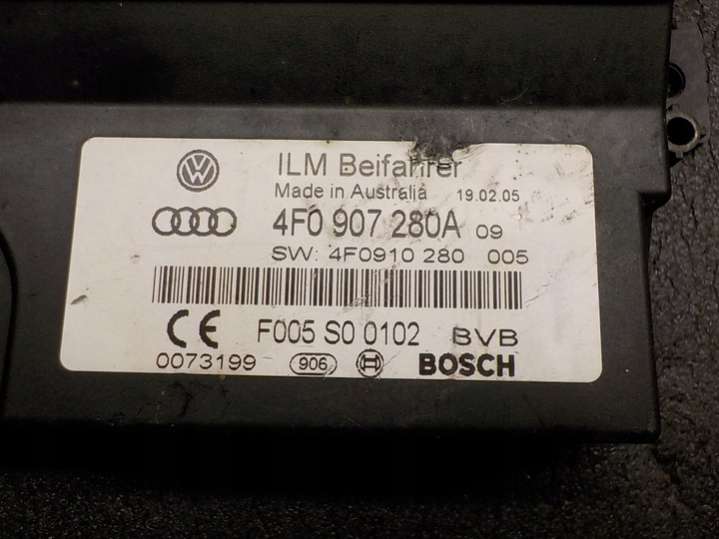 ILM Beifahrer
Made in Australia 19.02.05
4F0 907 280A 09
SW: 4F0910 280 005
CE F005 S0 0102 BVB
0073199 906 BOSCH